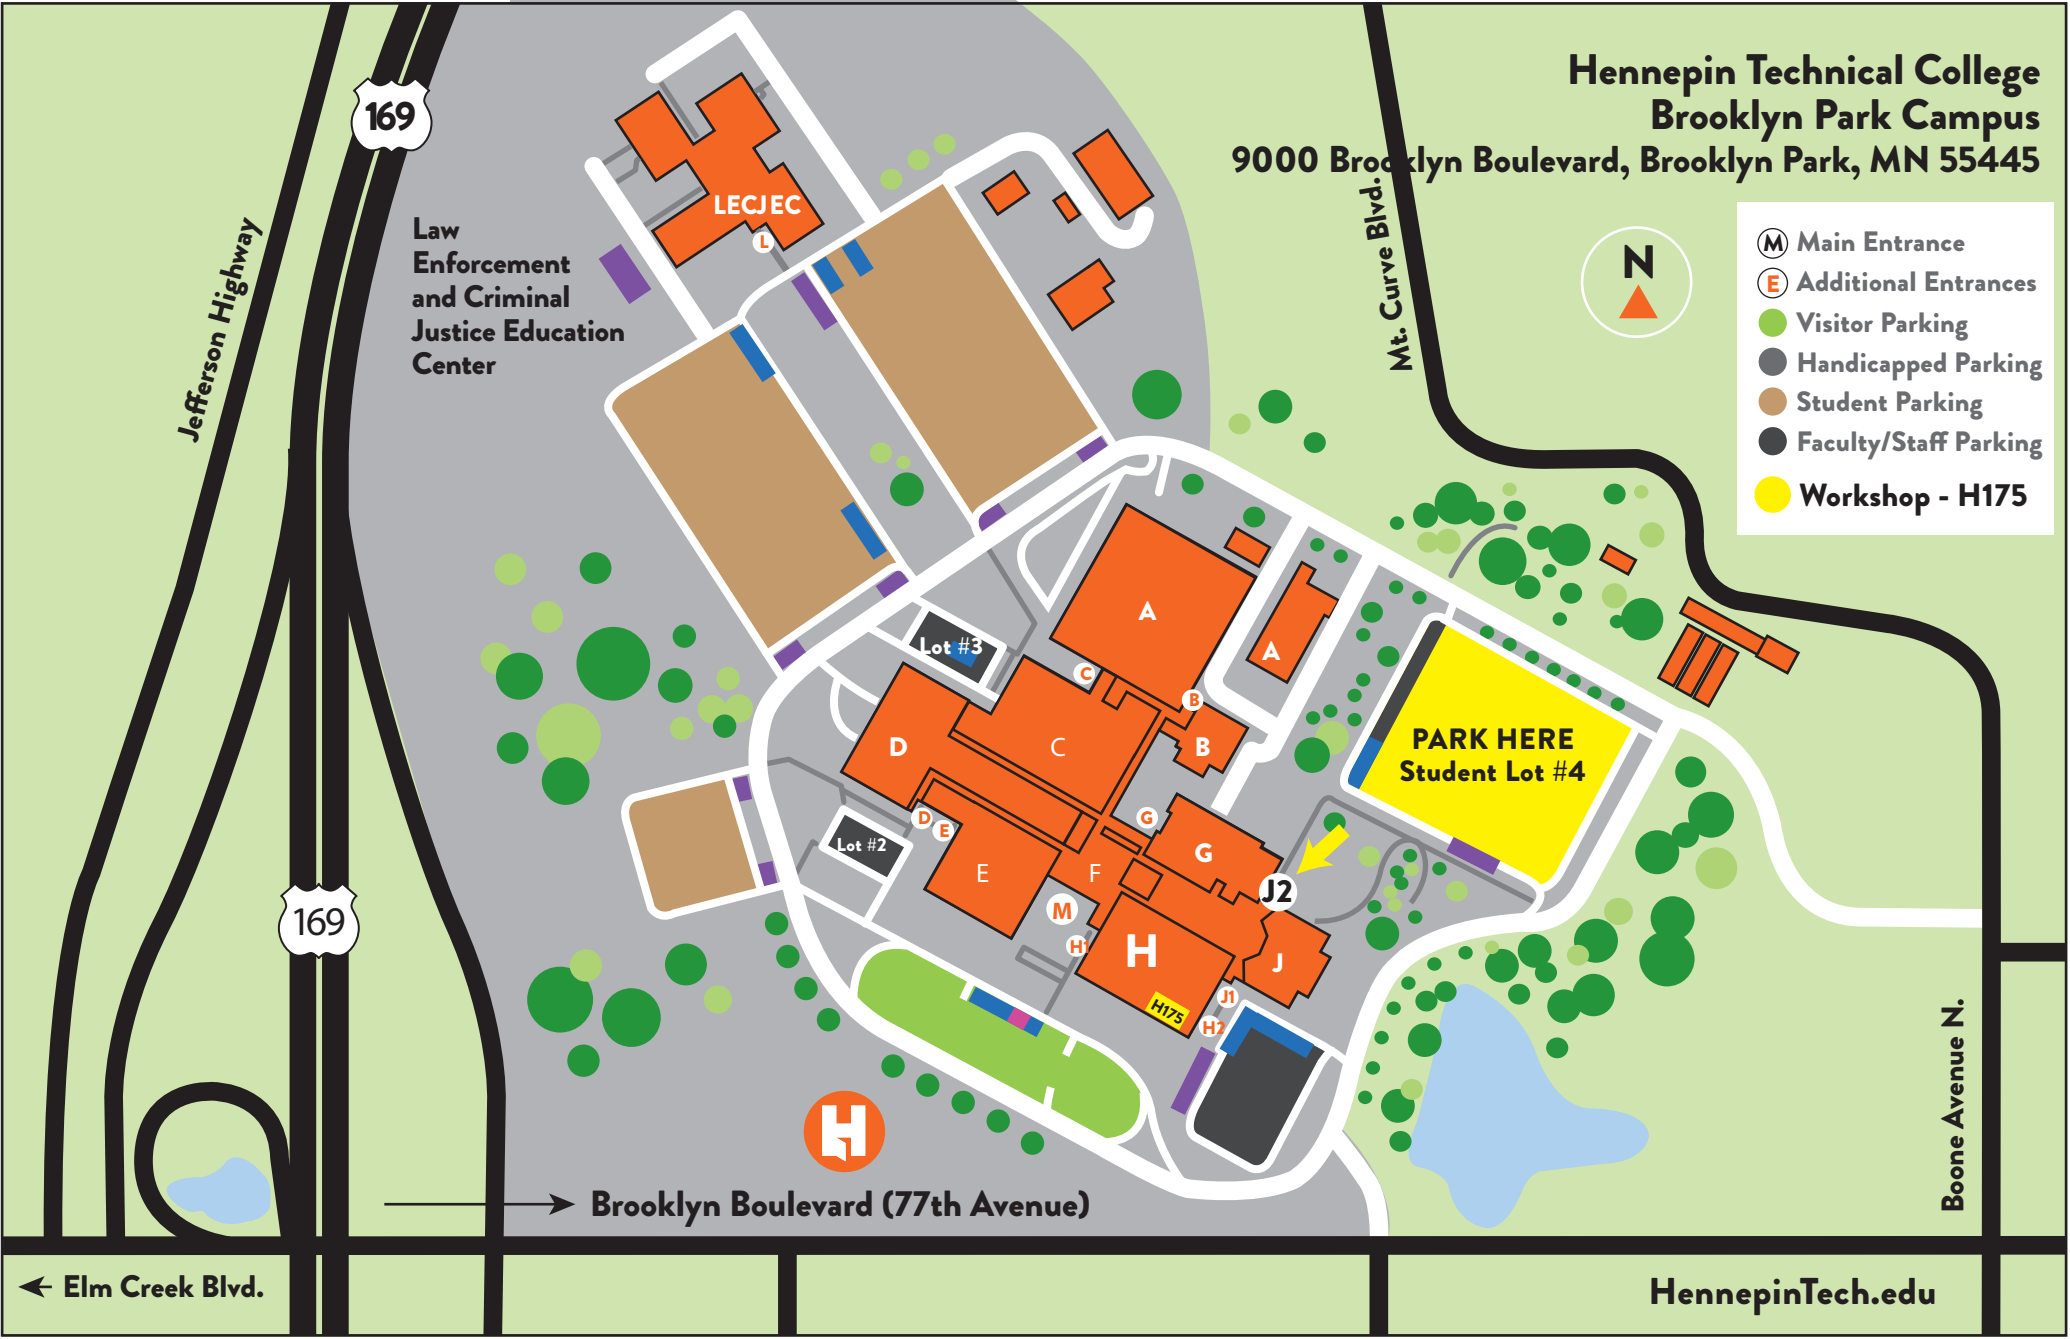 Hennepin Technical College
Brooklyn Park Campus
9000 Brooklyn Boulevard, Brooklyn Park, MN 55445
169
Jefferson Highway
Law
Enforcement
and Criminal
Justice Education
Center
LECJEC
L
Mt. Curve Blvd.
N
M Main Entrance
E Additional Entrances
Visitor Parking
Handicapped Parking
Student Parking
Faculty/Staff Parking
Workshop - H175
A
A
Lot #3
C
B
D
C
B
PARK HERE
Student Lot #4
D
E
G
Lot #2
G
E
F
J2
M
169
H1
H
J
H175
J1
H2
H
Boone Avenue N.
Brooklyn Boulevard (77th Avenue)
Elm Creek Blvd.
HennepinTech.edu